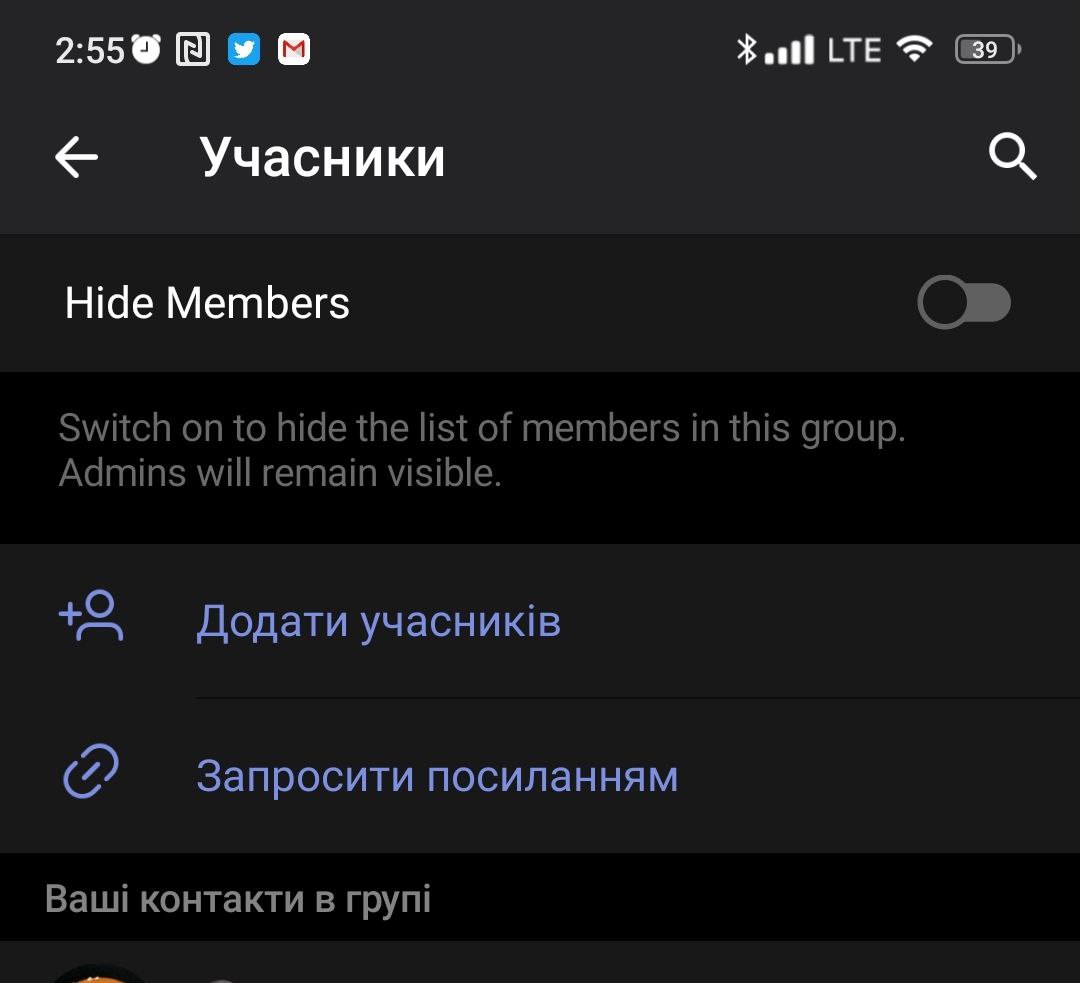 2:55 LTE 39
Учасники
Hide Members
Switch on to hide the list of members in this group.
Admins will remain visible.
Додати учасників
Запросити посиланням
Ваші контакти в групі